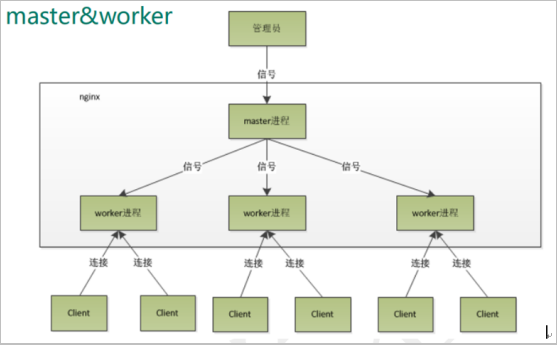 master&worker
管理员
信号
nginx
master进程
信号
信号
信号
worker进程
worker进程
worker进程
连接
连接
连接
连接
连接
连接
Client
Client
Client
Client
Client
Client